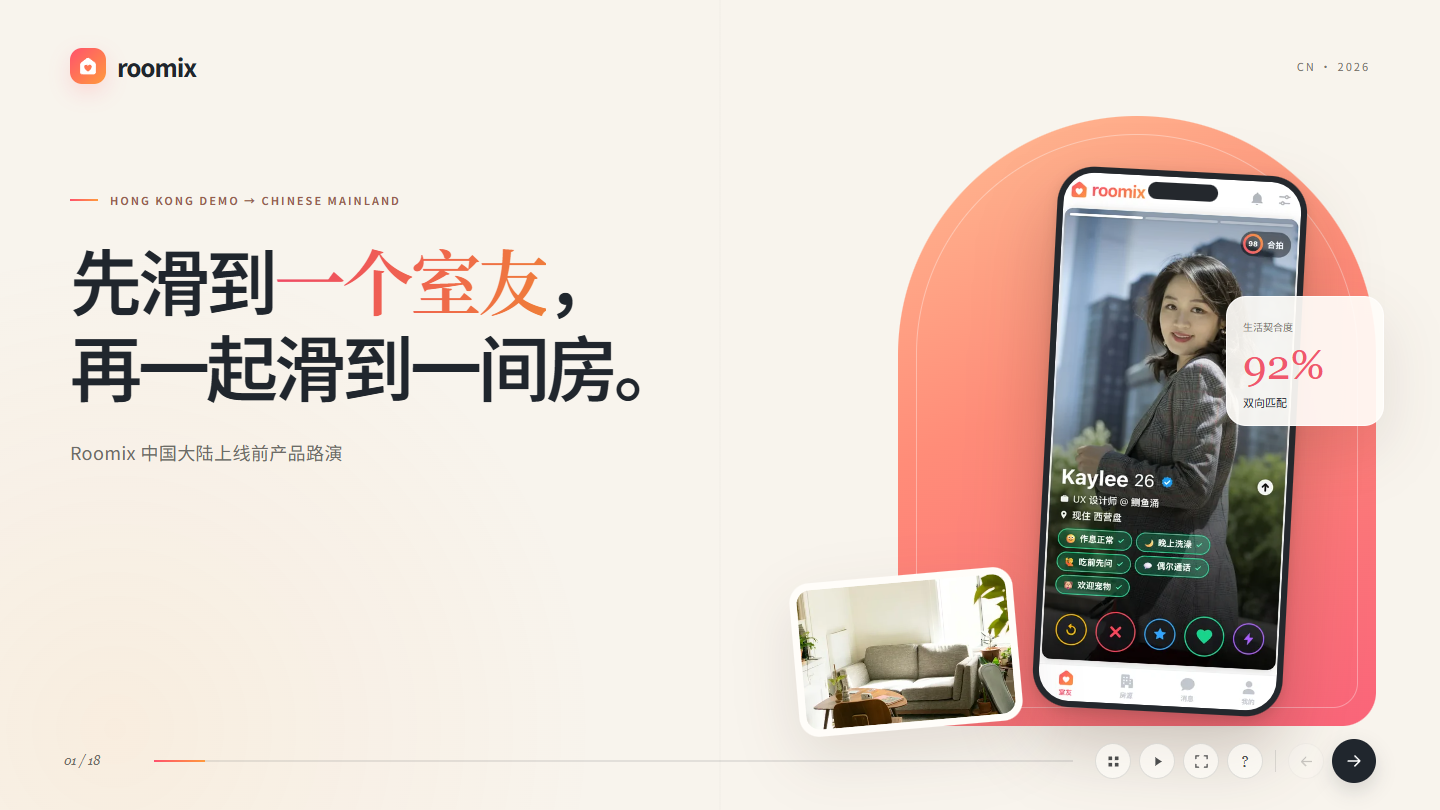 roomix
CN • 2026
HONG KONG DEMO → CHINESE MAINLAND
先滑到一个室友，
再一起滑到一间房。
Roomix 中国大陆上线前产品路演
roomix
98 合拍
生活契合度
92%
双向匹配
Kaylee 26
UX 设计师 @ 鰂鱼涌
现住 西营盘
作息正常
晚上洗澡
吃前先问
偶尔通话
欢迎宠物
室友
房源
消息
我的
01 / 18
?